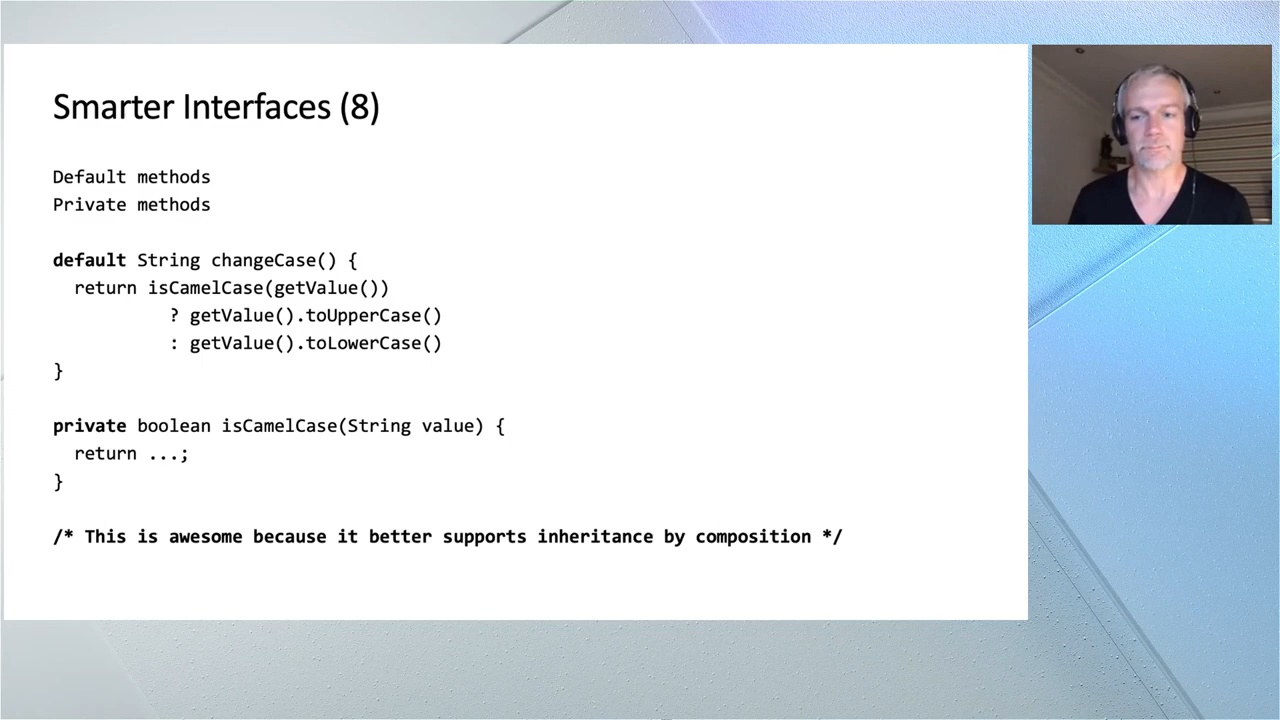 Smarter Interfaces (8)
Default methods
Private methods
default String changeCase() {
return isCamelCase(getValue())
? getValue().toUpperCase()
: getValue().toLowerCase()
}
private boolean isCamelCase(String value) {
return ...;
}
/* This is awesome because it better supports inheritance by composition */